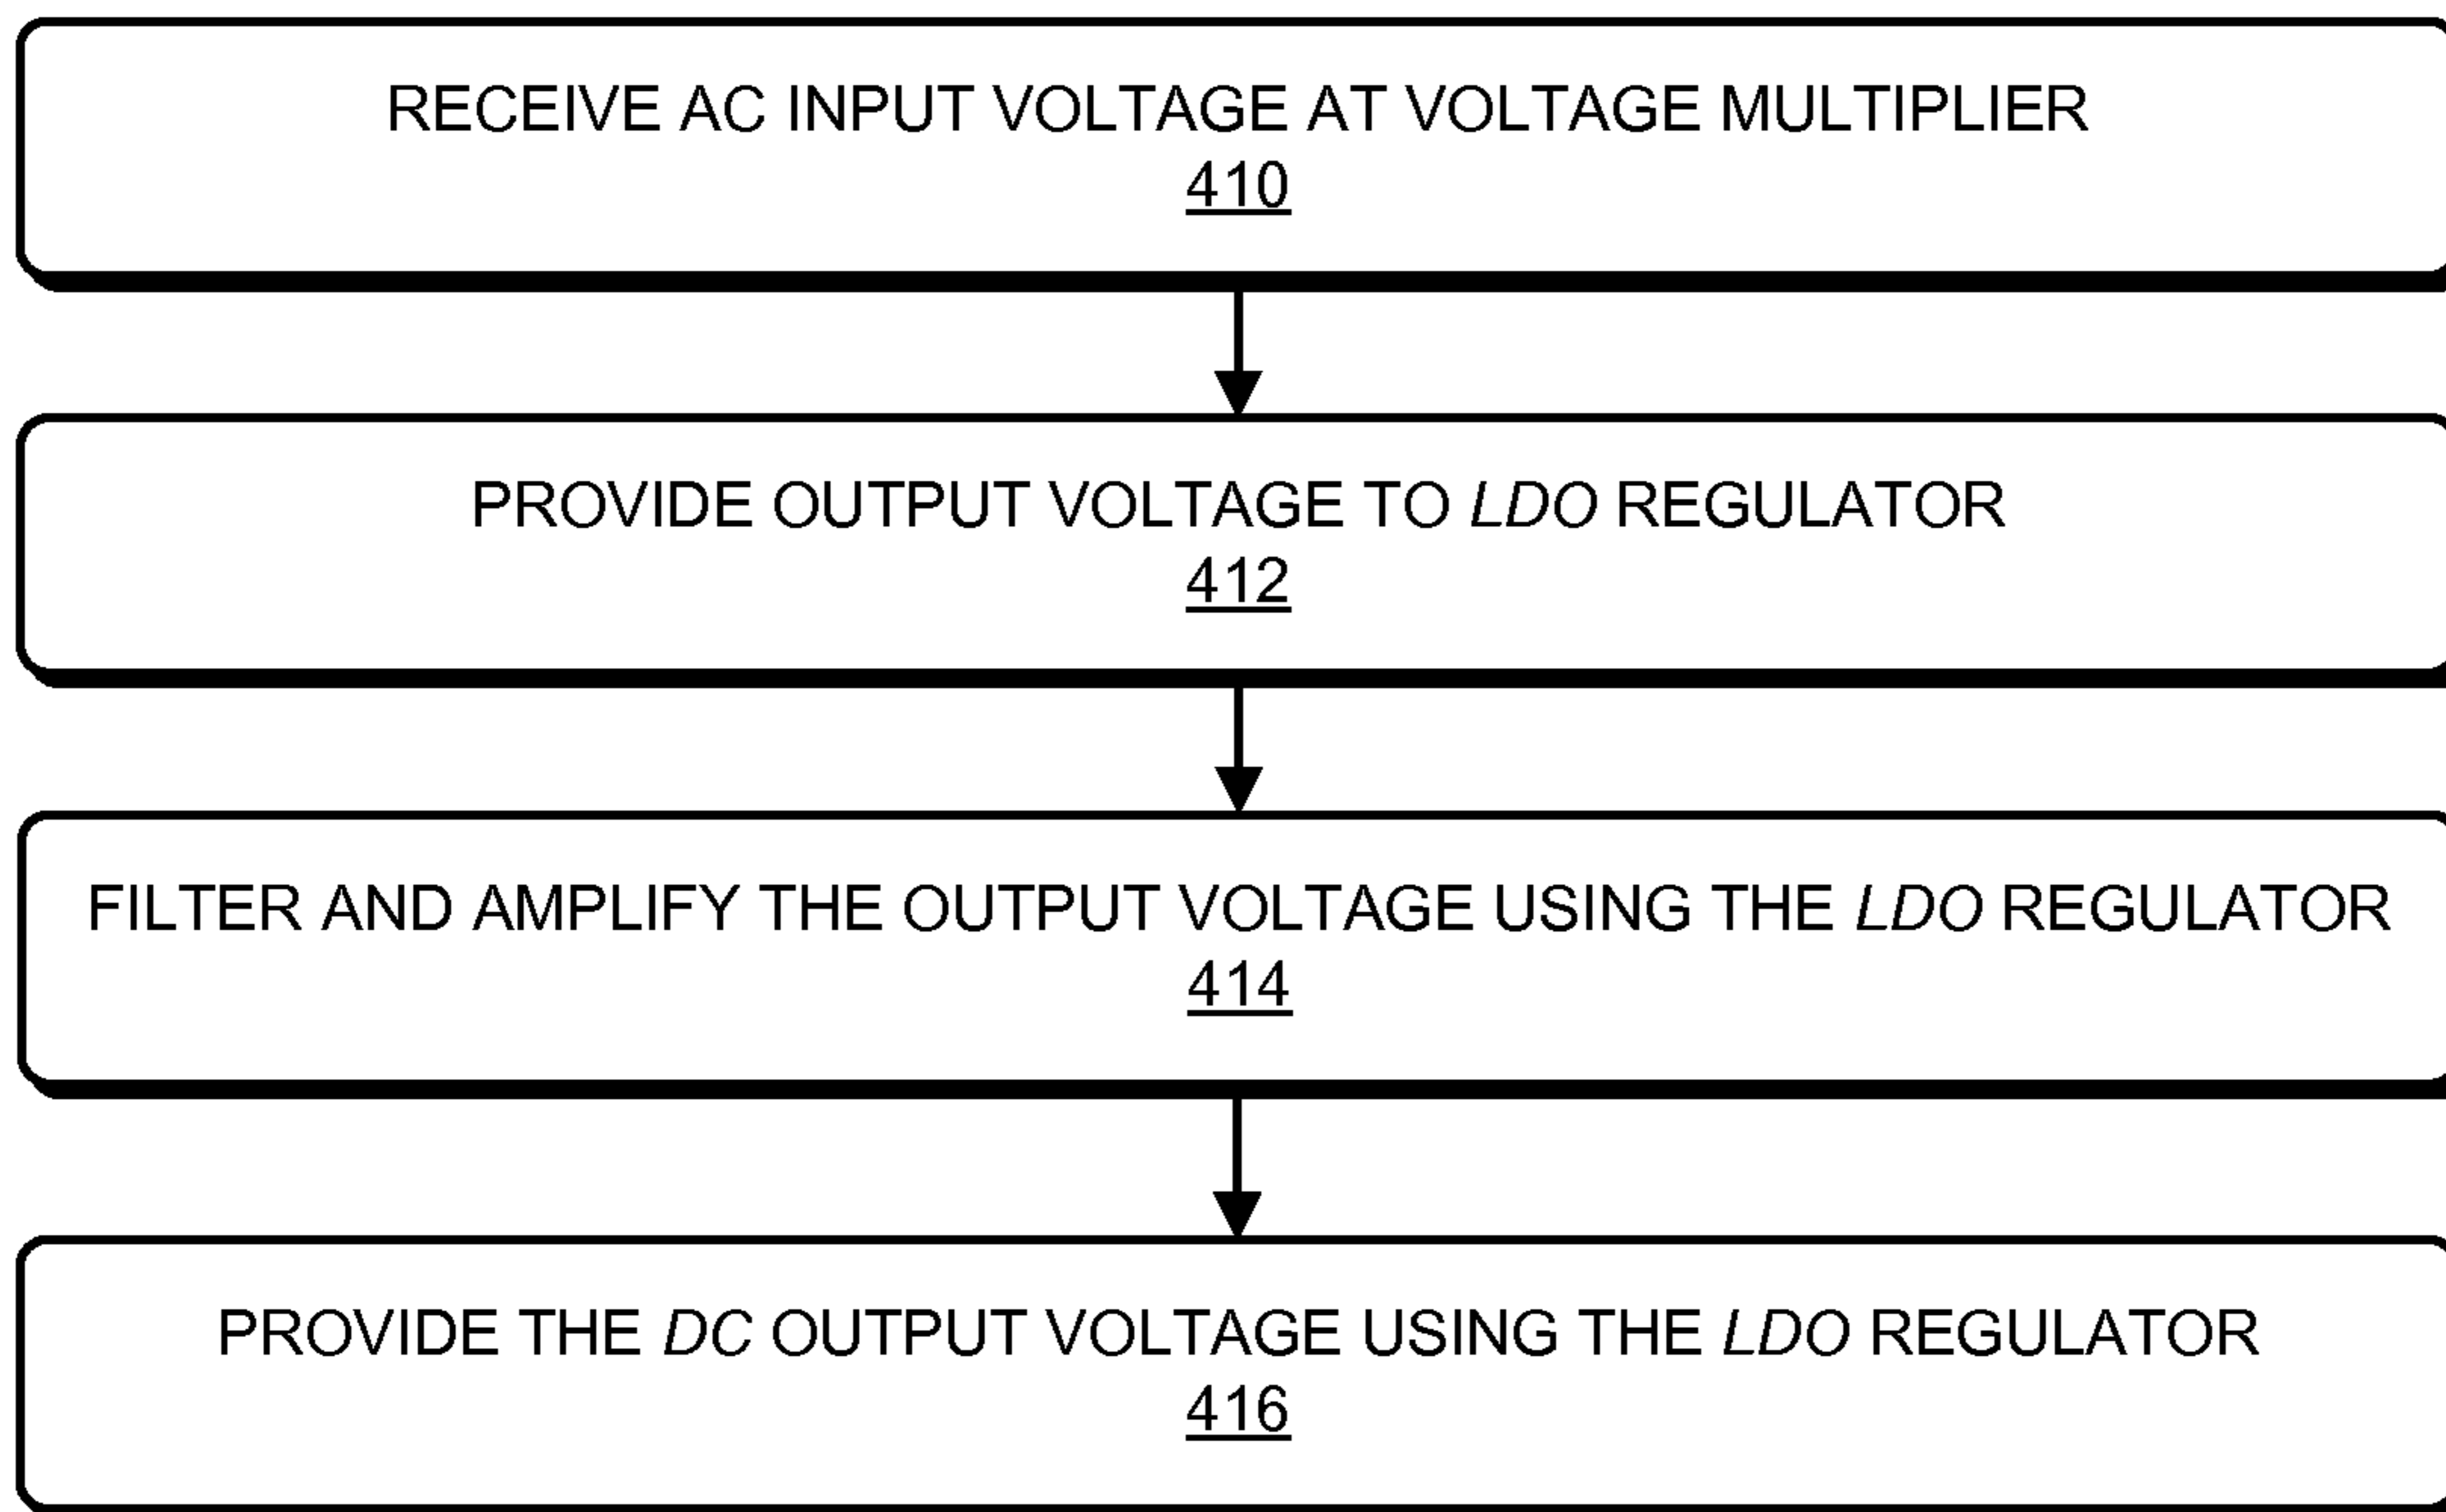 RECEIVE AC INPUT VOLTAGE AT VOLTAGE MULTIPLIER
410
PROVIDE OUTPUT VOLTAGE TO LDO REGULATOR
412
FILTER AND AMPLIFY THE OUTPUT VOLTAGE USING THE LDO REGULATOR
414
PROVIDE THE DC OUTPUT VOLTAGE USING THE LDO REGULATOR
416